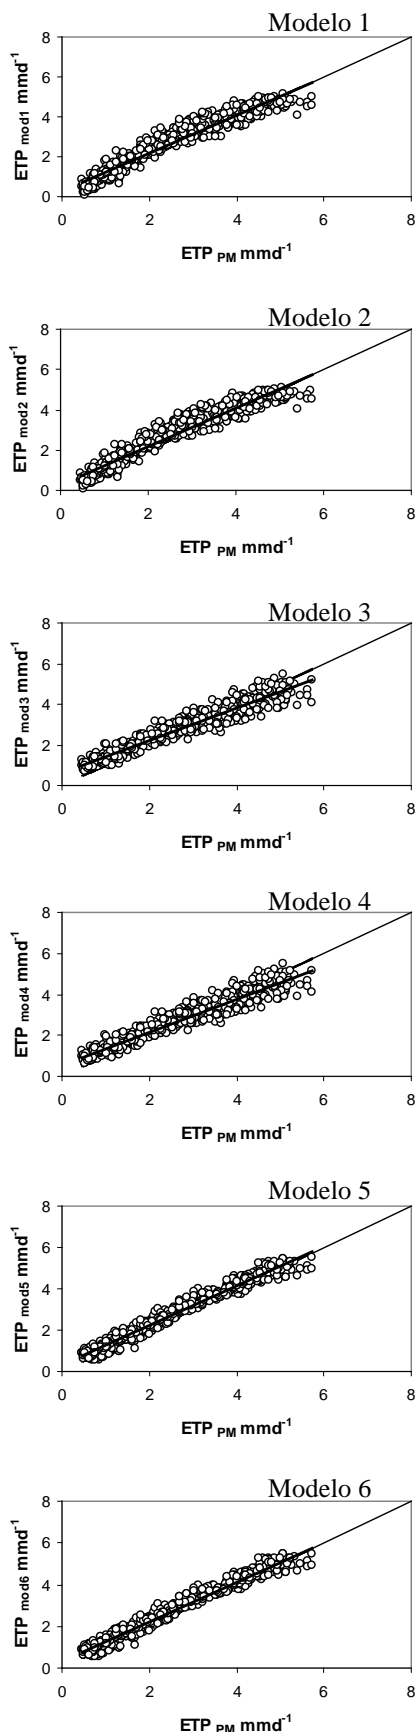 Modelo 1
8
6
4
2
0
0 2 4 6 8
ETP mod1 mmd-1
ETP PM mmd-1
Modelo 2
8
6
4
2
0
0 2 4 6 8
ETP mod2 mmd-1
ETP PM mmd-1
Modelo 3
8
6
4
2
0
0 2 4 6 8
ETP mod3 mmd-1
ETP PM mmd-1
Modelo 4
8
6
4
2
0
0 2 4 6 8
ETP mod4 mmd-1
ETP PM mmd-1
Modelo 5
8
6
4
2
0
0 2 4 6 8
ETP mod5 mmd-1
ETP PM mmd-1
Modelo 6
8
6
4
2
0
0 2 4 6 8
ETP mod6 mmd-1
ETP PM mmd-1